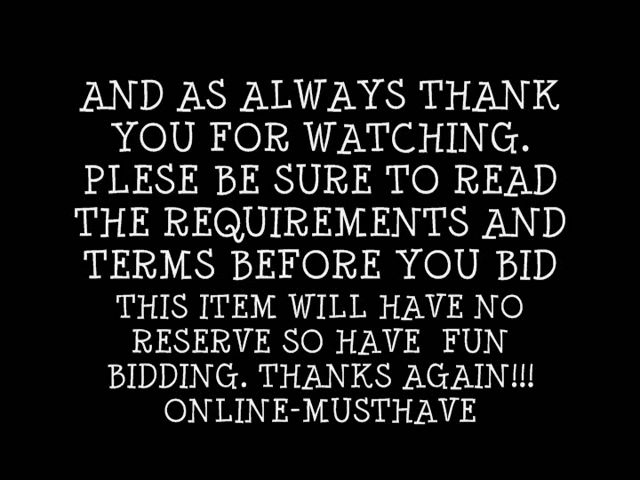 AND AS ALWAYS THANK
YOU FOR WATCHING.
PLESE BE SURE TO READ
THE REQUIREMENTS AND
TERMS BEFORE YOU BID
THIS ITEM WILL HAVE NO
RESERVE SO HAVE FUN
BIDDING. THANKS AGAIN!!!
ONLINE-MUSTHAVE